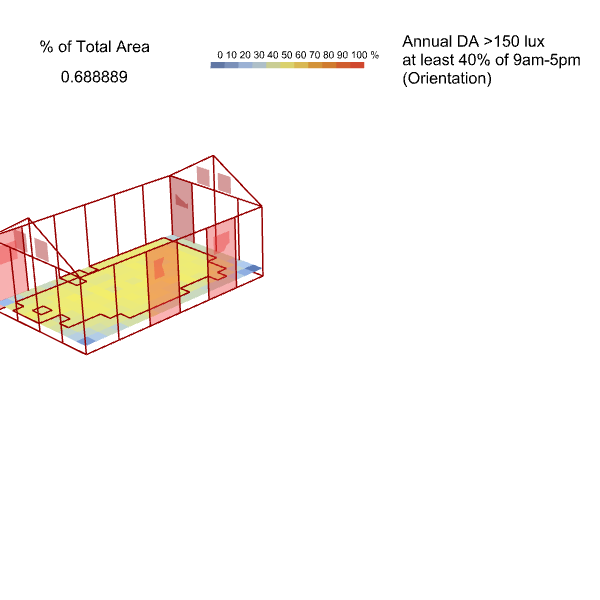 % of Total Area
0.688889
0 10 20 30 40 50 60 70 80 90 100 %
Annual DA >150 lux
at least 40% of 9am-5pm
(Orientation)